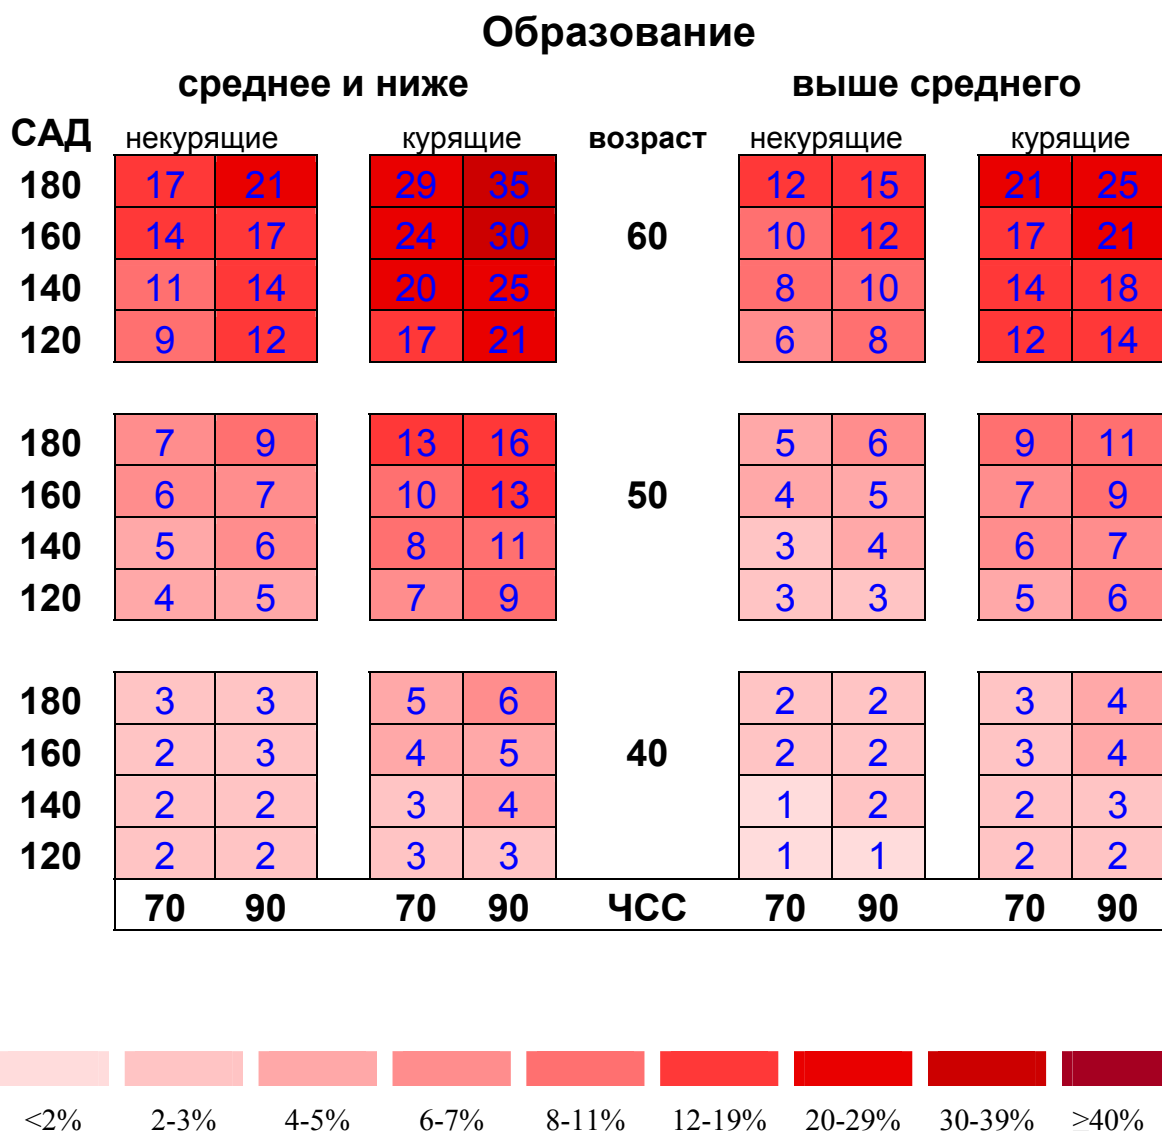 Образование
среднее и ниже выше среднего
САД некурящие курящие возраст некурящие курящие
180 17 21 29 35 12 15 21 25
160 14 17 24 30 60 10 12 17 21
140 11 14 20 25 8 10 14 18
120 9 12 17 21 6 8 12 14
180 7 9 13 16 5 6 9 11
160 6 7 10 13 50 4 5 7 9
140 5 6 8 11 3 4 6 7
120 4 5 7 9 3 3 5 6
180 3 3 5 6 2 2 3 4
160 2 3 4 5 40 2 2 3 4
140 2 2 3 4 1 2 2 3
120 2 2 3 3 1 1 2 2
70 90 70 90 ЧСС 70 90 70 90
<2% 2-3% 4-5% 6-7% 8-11% 12-19% 20-29% 30-39% ≥40%